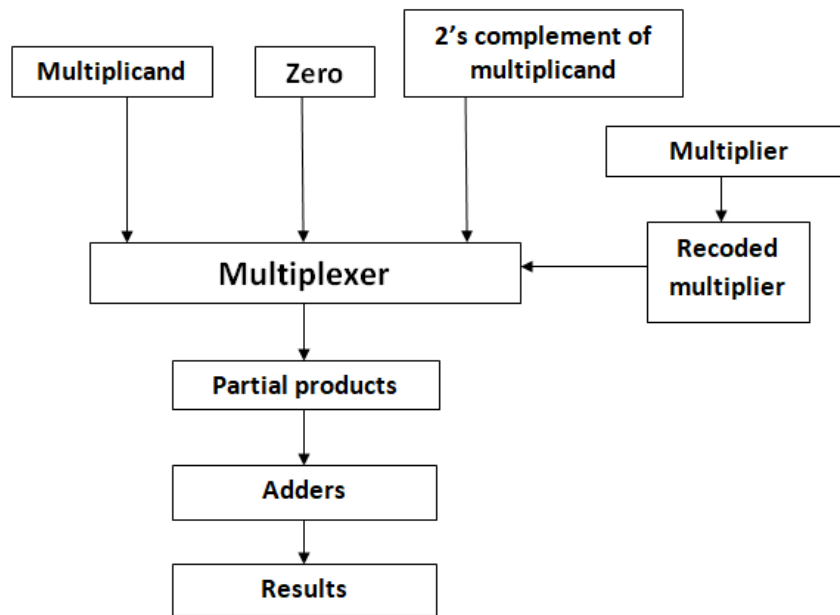 Multiplicand
Zero
2’s complement of
multiplicand
Multiplier
Recoded
multiplier
Multiplexer
Partial products
Adders
Results